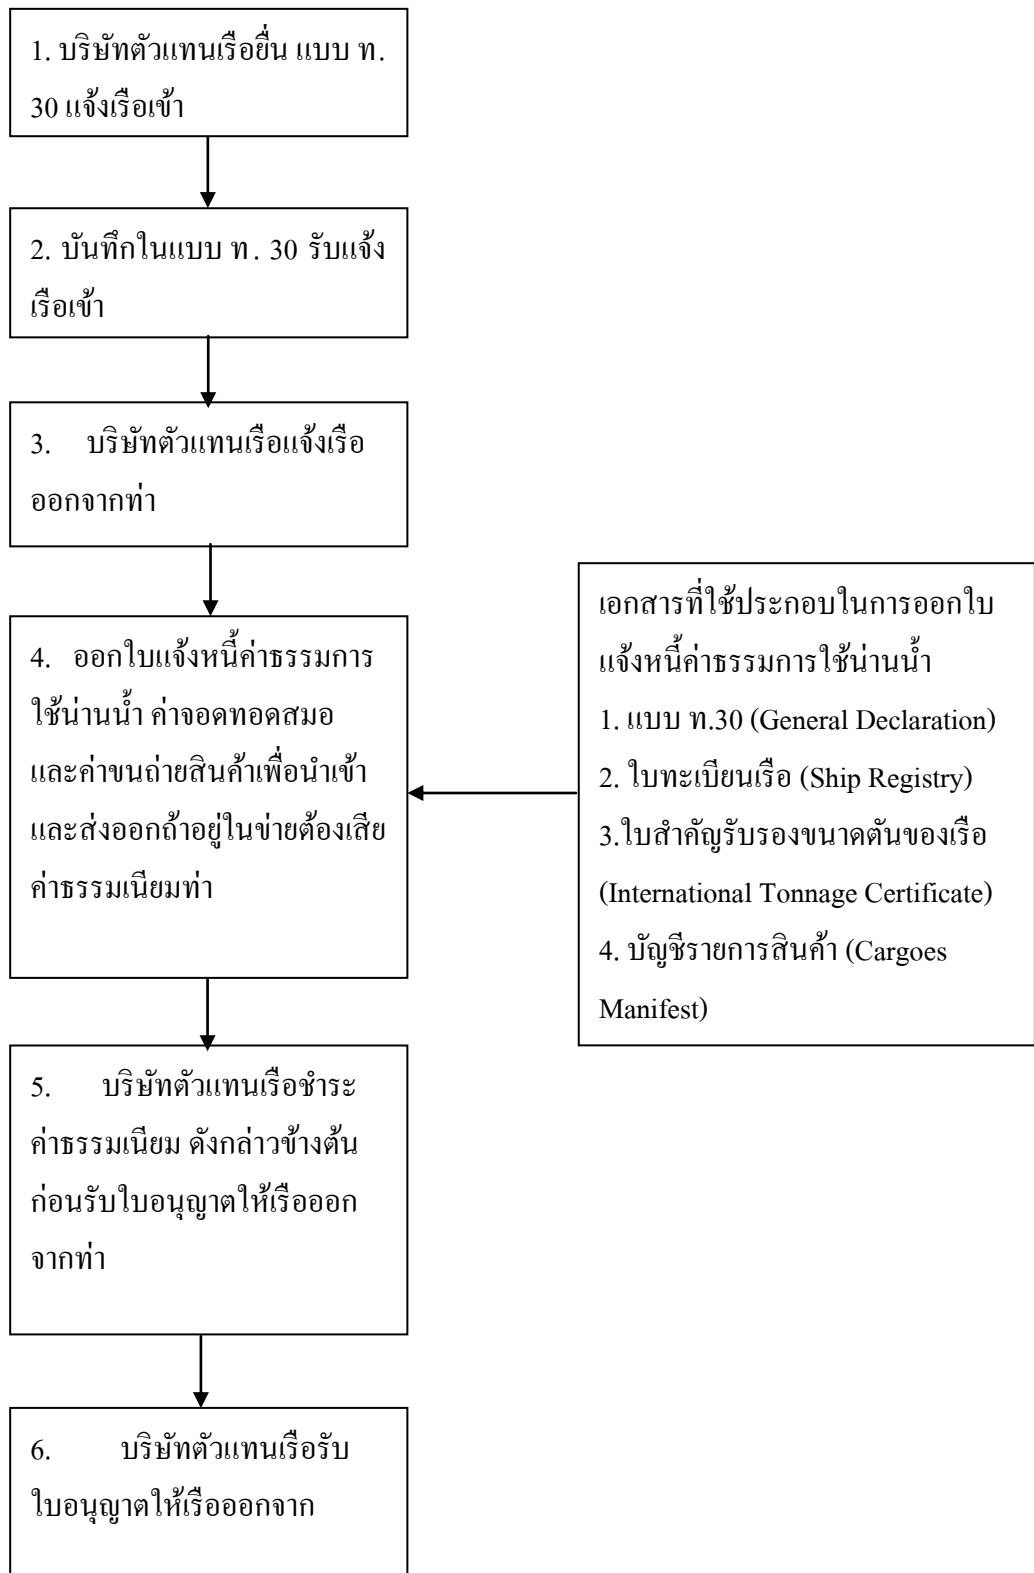 1. บริษัทตัวแทนเรือยื่น แบบ ท.
30 แจ้งเรือเข้า
2. บันทึกในแบบ ท. 30 รับแจ้ง
เรือเข้า
3. บริษัทตัวแทนเรือแจ้งเรือ
ออกจากท่า
4. ออกใบแจ้งหนี้ค่าธรรมการ
ใช้น่านน้ำ ค่าจอดทอดสมอ
และค่าขนถ่ายสินค้าเพื่อนำเข้า
และส่งออกถ้าอยู่ในข่ายต้องเสีย
ค่าธรรมเนียมท่า
เอกสารที่ใช้ประกอบในการออกใบ
แจ้งหนี้ค่าธรรมการใช้น่านน้ำ
1. แบบ ท.30 (General Declaration)
2. ใบทะเบียนเรือ (Ship Registry)
3.ใบสำคัญรับรองขนาดตันของเรือ
(International Tonnage Certificate)
4. บัญชีรายการสินค้า (Cargoes
Manifest)
5. บริษัทตัวแทนเรือชำระ
ค่าธรรมเนียม ดังกล่าวข้างต้น
ก่อนรับใบอนุญาตให้เรือออก
จากท่า
6. บริษัทตัวแทนเรือรับ
ใบอนุญาตให้เรือออกจาก